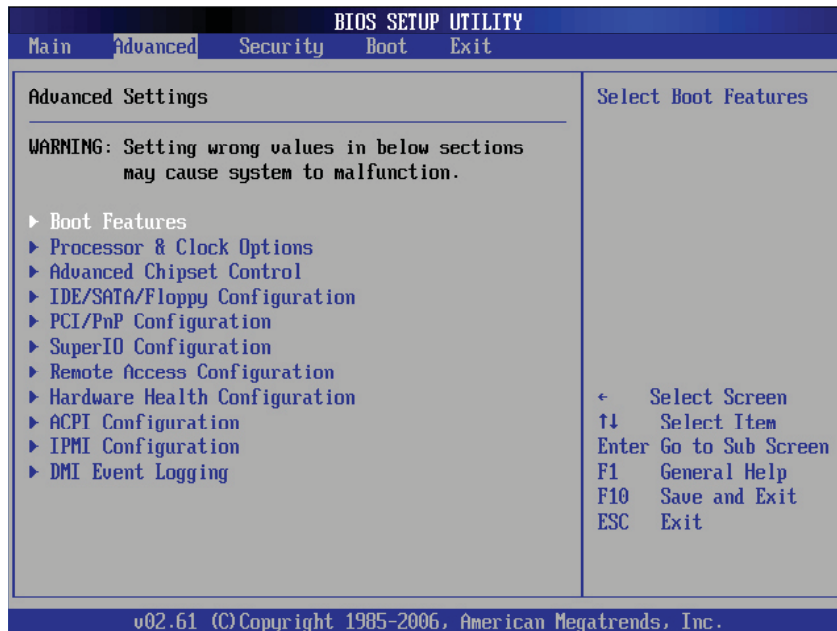 BIOS SETUP UTILITY
Main Advanced Security Boot Exit
Advanced Settings
WARNING: Setting wrong values in below sections
may cause system to malfunction.
▶ Boot Features
▶ Processor & Clock Options
▶ Advanced Chipset Control
▶ IDE/SATA/Floppy Configuration
▶ PCI/PnP Configuration
▶ SuperIO Configuration
▶ Remote Access Configuration
▶ Hardware Health Configuration
▶ ACPI Configuration
▶ IPMI Configuration
▶ DMI Event Logging
Select Boot Features
← Select Screen
↑↓ Select Item
Enter Go to Sub Screen
F1 General Help
F10 Save and Exit
ESC Exit
v02.61 (C)Copyright 1985-2006, American Megatrends, Inc.